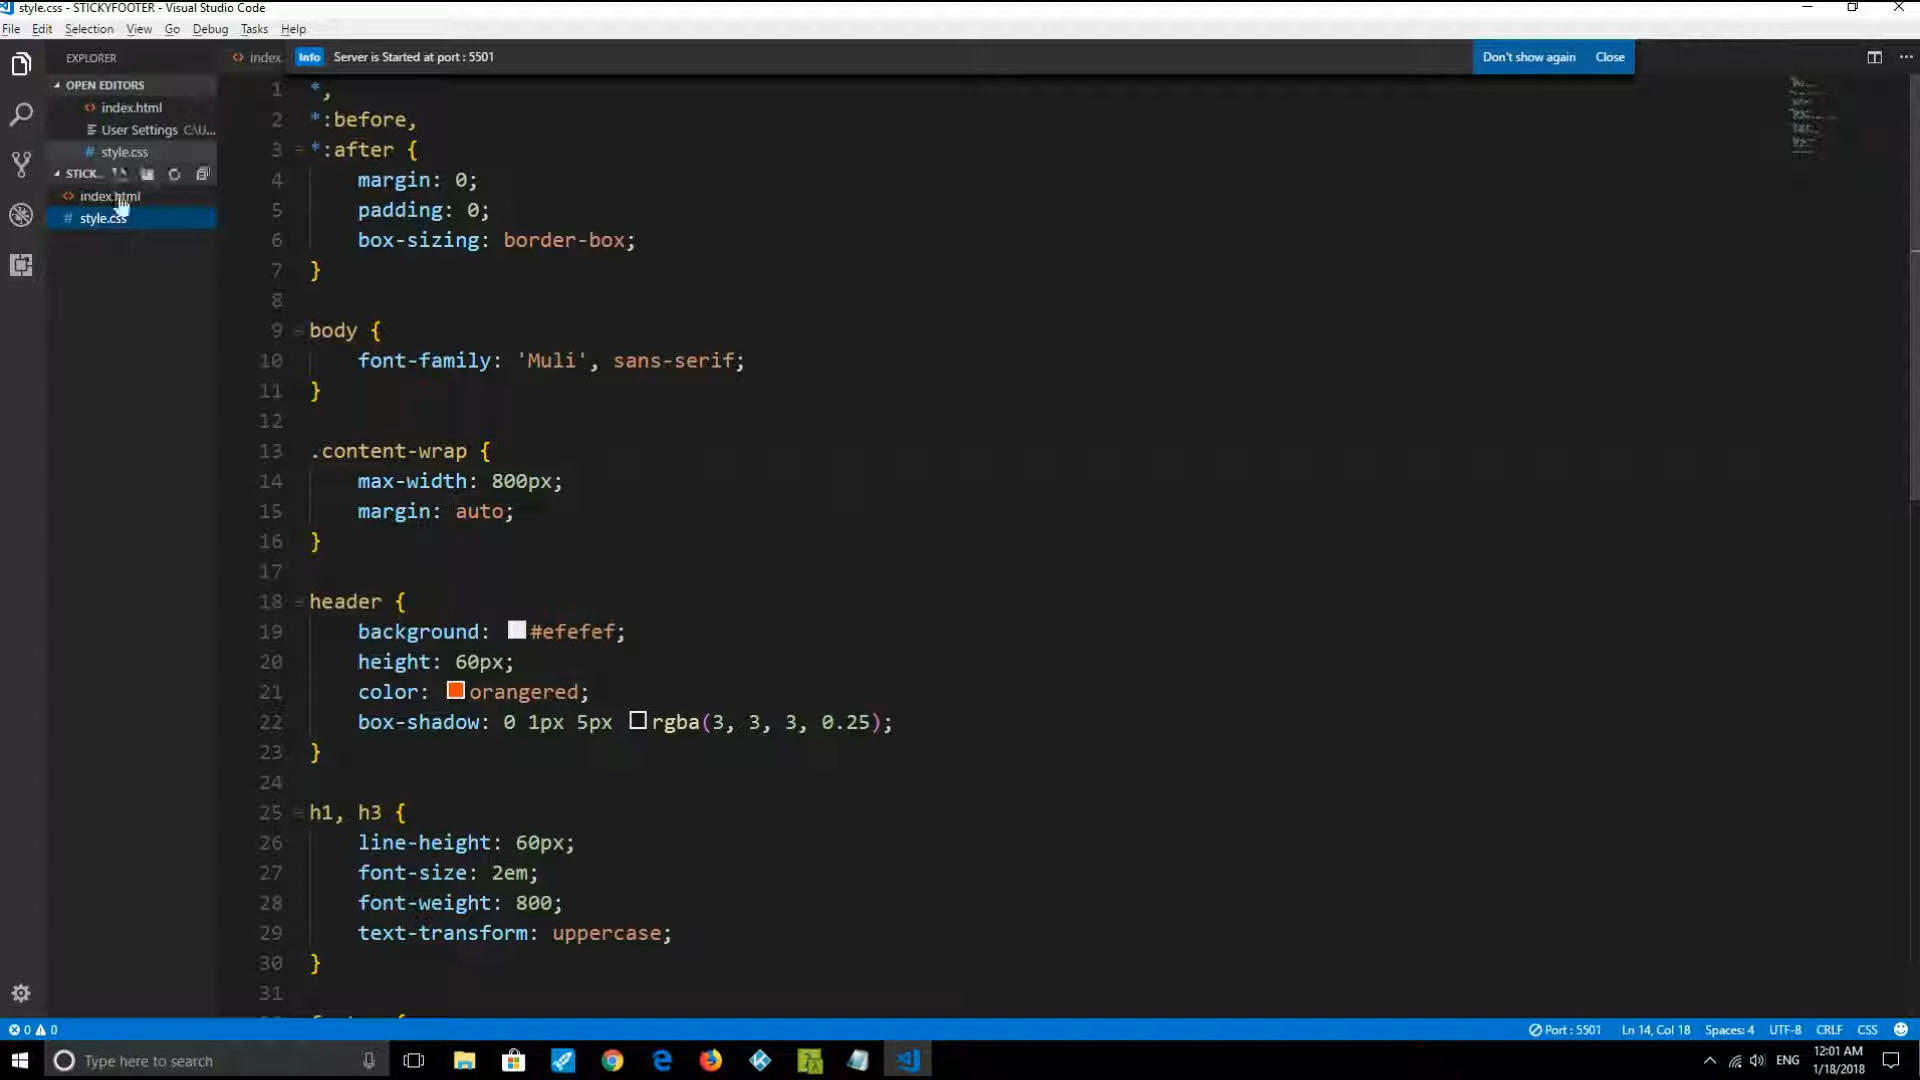 style.css - STICKYFOOTER - Visual Studio Code
File Edit Selection View Go Debug Tasks Help
EXPLORER
index.
Info Server is Started at port : 5501
Don't show again Close
OPEN EDITORS
index.html
User Settings C:\U...
# style.css
STICK...
index.html
# style.css
1 *,
2 *:before,
3 *:after {
4 margin: 0;
5 padding: 0;
6 box-sizing: border-box;
7 }
8
9 body {
10 font-family: 'Muli', sans-serif;
11 }
12
13 .content-wrap {
14 max-width: 800px;
15 margin: auto;
16 }
17
18 header {
19 background: #efefef;
20 height: 60px;
21 color: orangered;
22 box-shadow: 0 1px 5px rgba(3, 3, 3, 0.25);
23 }
24
25 h1, h3 {
26 line-height: 60px;
27 font-size: 2em;
28 font-weight: 800;
29 text-transform: uppercase;
30 }
31
0 0
Port : 5501 Ln 14, Col 18 Spaces: 4 UTF-8 CRLF CSS
Type here to search
ENG
12:01 AM
1/18/2018